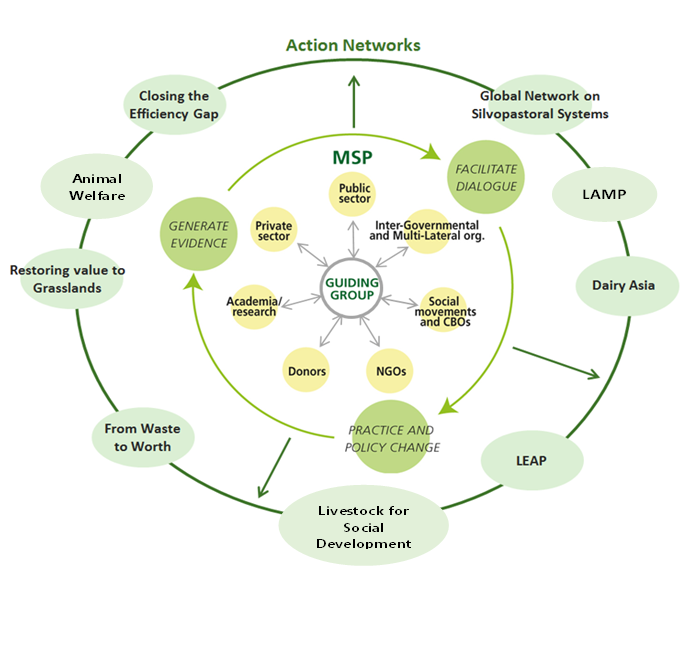 Action Networks
Closing the
Efficiency Gap
Global Network on
Silvopastoral Systems
MSP
FACILITATE
DIALOGUE
Animal
Welfare
Public
sector
LAMP
GENERATE
EVIDENCE
Private
sector
Inter-Governmental
and Multi-Lateral org.
Restoring value to
Grasslands
GUIDING
GROUP
Dairy Asia
Academia/
research
Social
movements
and CBOs
Donors
NGOs
From Waste
to Worth
PRACTICE AND
POLICY CHANGE
LEAP
Livestock for
Social
Development